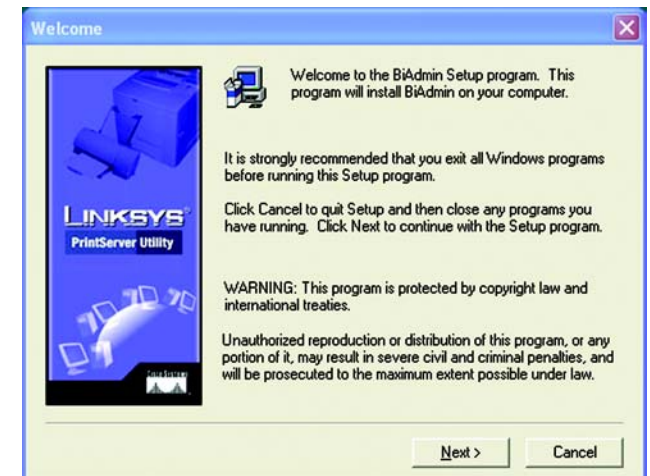 Welcome
Welcome to the BiAdmin Setup program. This
program will install BiAdmin on your computer.
It is strongly recommended that you exit all Windows programs
before running this Setup program.
Click Cancel to quit Setup and then close any programs you
have running. Click Next to continue with the Setup program.
WARNING: This program is protected by copyright law and
international treaties.
Unauthorized reproduction or distribution of this program, or any
portion of it, may result in severe civil and criminal penalties, and
will be prosecuted to the maximum extent possible under law.
LINKSYS®
PrintServer Utility
Cisco Systems
Next >
Cancel